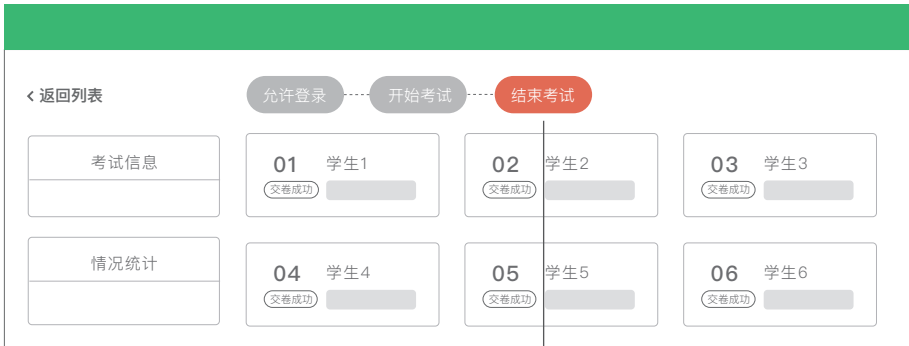 返回列表
允许登录 开始考试 结束考试
考试信息
01 学生1
交卷成功
02 学生2
交卷成功
03 学生3
交卷成功
情况统计
04 学生4
交卷成功
05 学生5
交卷成功
06 学生6
交卷成功